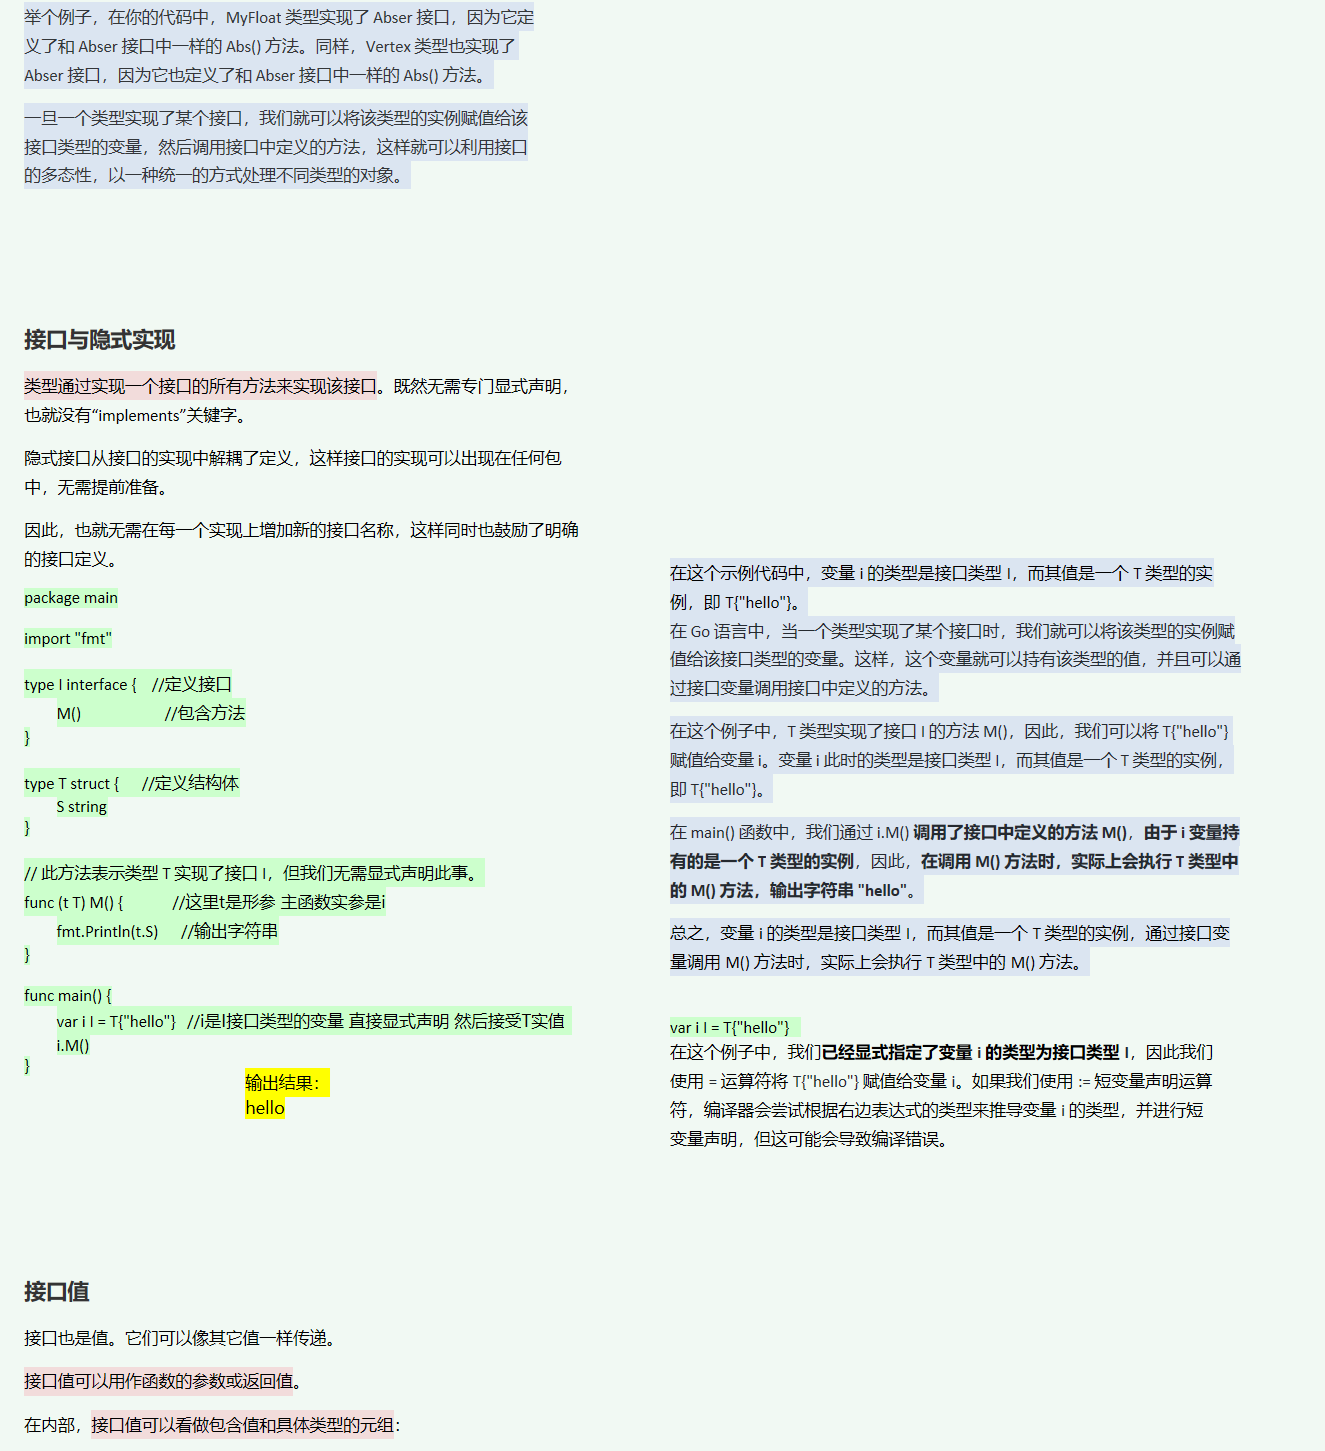 举个例子，在你的代码中，MyFloat 类型实现了 Abser 接口，因为它定
义了和 Abser 接口中一样的 Abs() 方法。同样，Vertex 类型也实现了
Abser 接口，因为它也定义了和 Abser 接口中一样的 Abs() 方法。
一旦一个类型实现了某个接口，我们就可以将该类型的实例赋值给该
接口类型的变量，然后调用接口中定义的方法，这样就可以利用接口
的多态性，以一种统一的方式处理不同类型的对象。
接口与隐式实现
类型通过实现一个接口的所有方法来实现该接口。既然无需专门显式声明，
也就没有“implements”关键字。
隐式接口从接口的实现中解耦了定义，这样接口的实现可以出现在任何包
中，无需提前准备。
因此，也就无需在每一个实现上增加新的接口名称，这样同时也鼓励了明确
的接口定义。
package main
import "fmt"
type I interface { //定义接口
M() //包含方法
}
type T struct { //定义结构体
S string
}
// 此方法表示类型 T 实现了接口 I，但我们无需显式声明此事。
func (t T) M() { //这里t是形参 主函数实参是i
fmt.Println(t.S) //输出字符串
}
func main() {
var i I = T{"hello"} //i是I接口类型的变量 直接显式声明 然后接受T实值
i.M()
}
输出结果：
hello
在这个示例代码中，变量 i 的类型是接口类型 I，而其值是一个 T 类型的实
例，即 T{"hello"}。
在 Go 语言中，当一个类型实现了某个接口时，我们就可以将该类型的实例赋
值给该接口类型的变量。这样，这个变量就可以持有该类型的值，并且可以通
过接口变量调用接口中定义的方法。
在这个例子中，T 类型实现了接口 I 的方法 M()，因此，我们可以将 T{"hello"}
赋值给变量 i。变量 i 此时的类型是接口类型 I，而其值是一个 T 类型的实例，
即 T{"hello"}。
在 main() 函数中，我们通过 i.M() 调用了接口中定义的方法 M()，由于 i 变量持
有的是一个 T 类型的实例，因此，在调用 M() 方法时，实际上会执行 T 类型中
的 M() 方法，输出字符串 "hello"。
总之，变量 i 的类型是接口类型 I，而其值是一个 T 类型的实例，通过接口变
量调用 M() 方法时，实际上会执行 T 类型中的 M() 方法。
var i I = T{"hello"}
在这个例子中，我们已经显式指定了变量 i 的类型为接口类型 I，因此我们
使用 = 运算符将 T{"hello"} 赋值给变量 i。如果我们使用 := 短变量声明运算
符，编译器会尝试根据右边表达式的类型来推导变量 i 的类型，并进行短
变量声明，但这可能会导致编译错误。
接口值
接口也是值。它们可以像其它值一样传递。
接口值可以用作函数的参数或返回值。
在内部，接口值可以看做包含值和具体类型的元组：